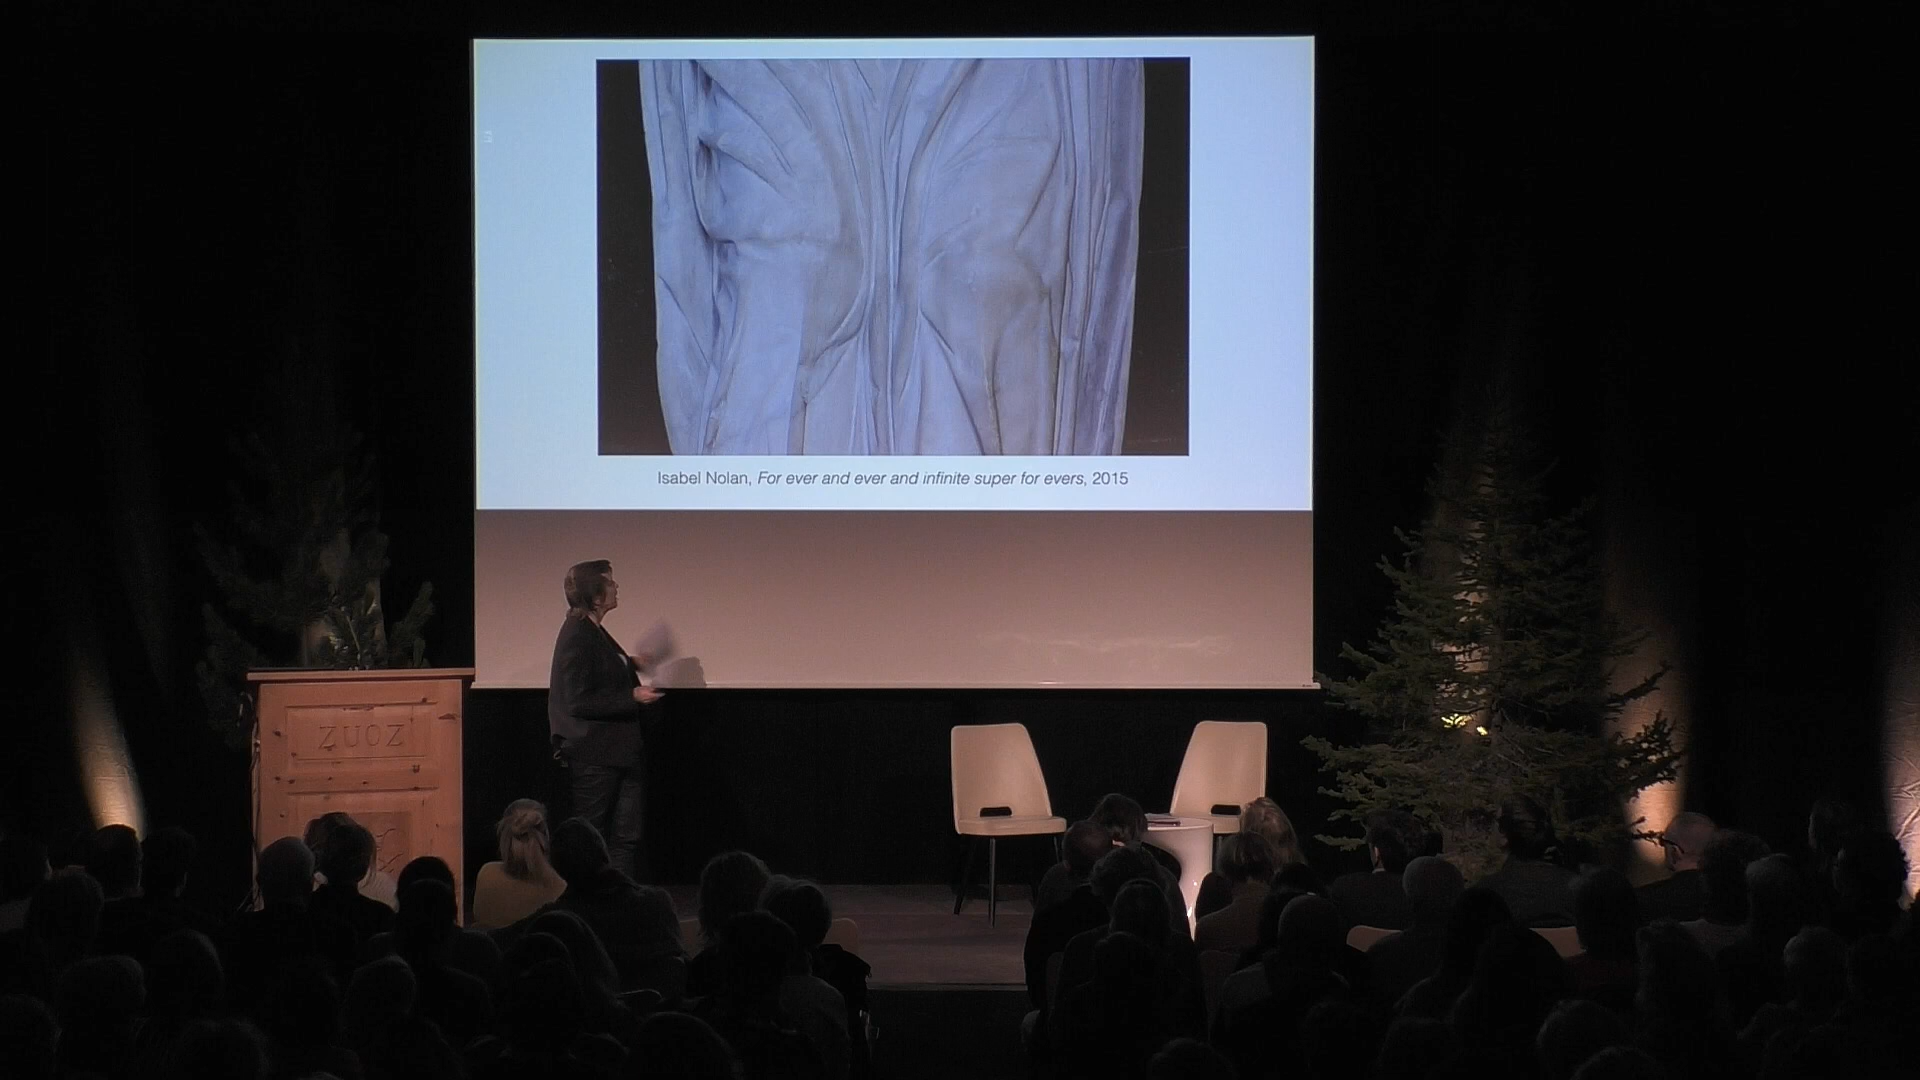 Isabel Nolan, For ever and ever and infinite super for evers, 2015
ZUOZ